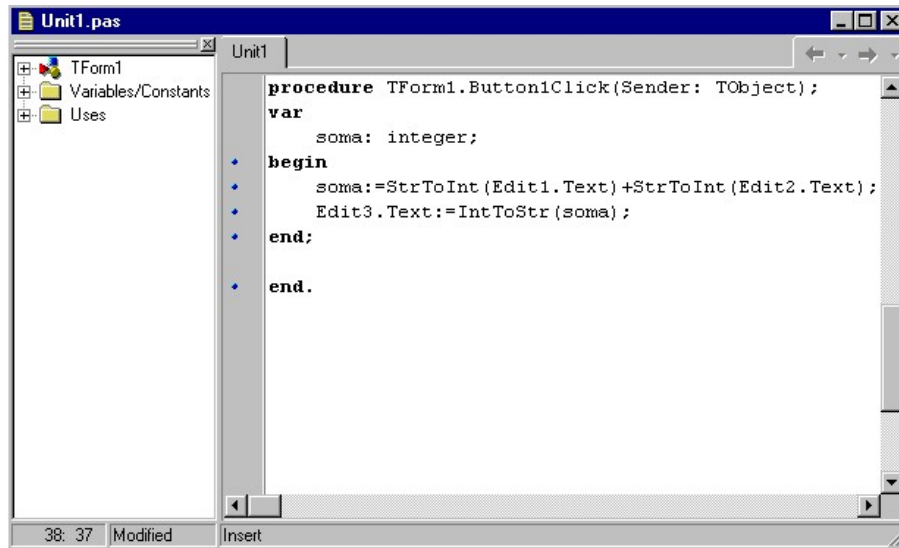 Unit1.pas
TForm1
Variables/Constants
Uses
Unit1
procedure TForm1.Button1Click(Sender: TObject);
var
    soma: integer;
begin
    soma:=StrToInt(Edit1.Text)+StrToInt(Edit2.Text);
    Edit3.Text:=IntToStr(soma);
end;
end.
38: 37 Modified Insert